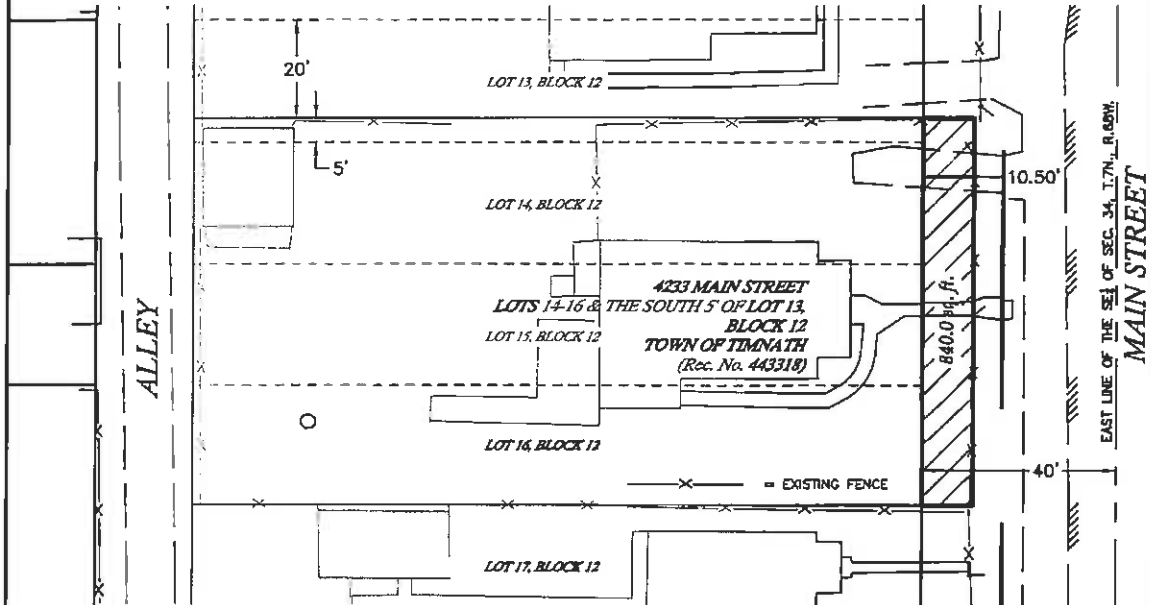 20'
LOT 13, BLOCK 12
5'
10.50'
LOT 14, BLOCK 12
4233 MAIN STREET
LOTS 14-16 & THE SOUTH 5' OF LOT 13,
BLOCK 12
TOWN OF TIMNATH
(Rec. No. 443318)
LOT 15, BLOCK 12
840.0 sq. ft.
ALLEY
LOT 16, BLOCK 12
= EXISTING FENCE
40'
LOT 17, BLOCK 12
EAST LINE OF THE SE¼ OF SEC. 34, T.7N., R.68W.
MAIN STREET